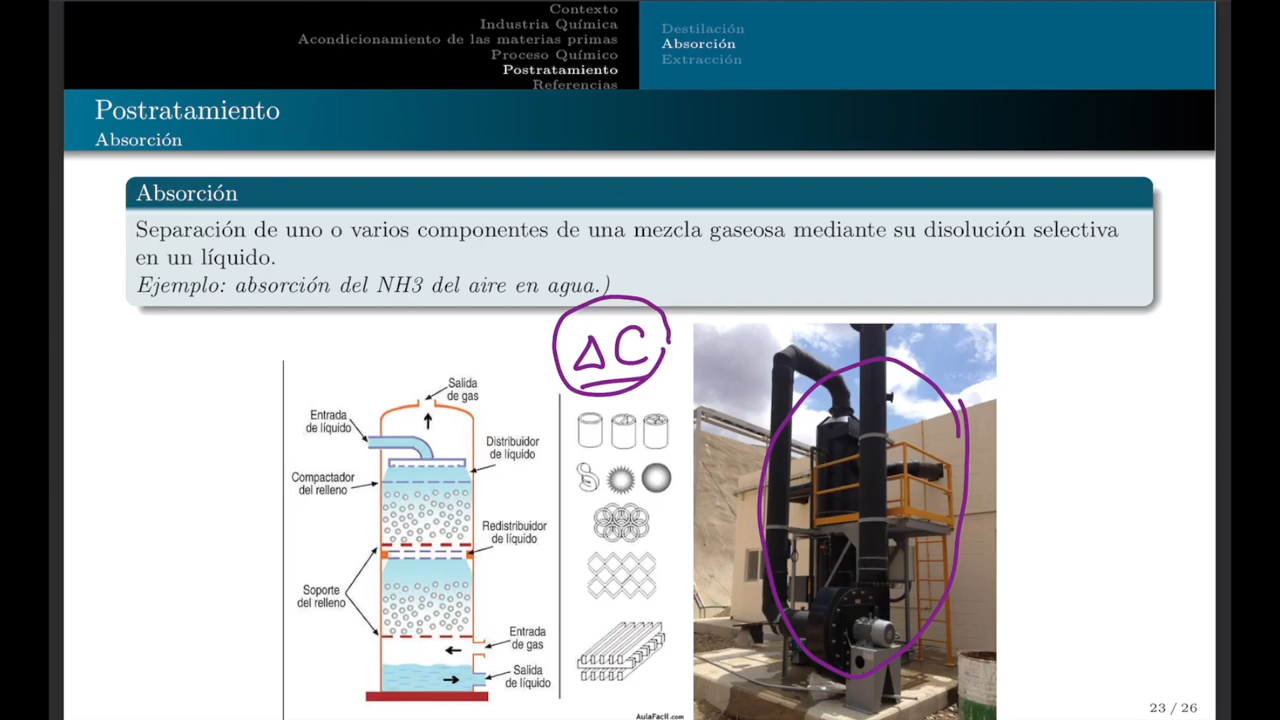 Contexto
Industria Química
Acondicionamiento de las materias primas
Proceso Químico
Postratamiento
Referencias
Destilación
Absorción
Extracción
Postratamiento
Absorción
Absorción
Separación de uno o varios componentes de una mezcla gaseosa mediante su disolución selectiva
en un líquido.
Ejemplo: absorción del NH3 del aire en agua.)
ΔC
Salida
de gas
Entrada
de líquido
Distribuidor
de líquido
Compactador
del relleno
Redistribuidor
de líquido
Soporte
del relleno
Entrada
de gas
Salida
de líquido
AulaFacil.com
23 / 26